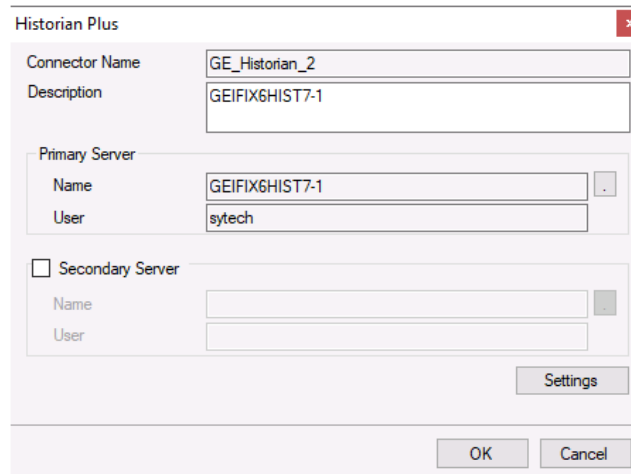 Historian Plus
Connector Name GE_Historian_2
Description GEIFIX6HIST7-1
Primary Server
Name GEIFIX6HIST7-1 .
User sytech
Secondary Server
Name .
User
Settings
OK Cancel